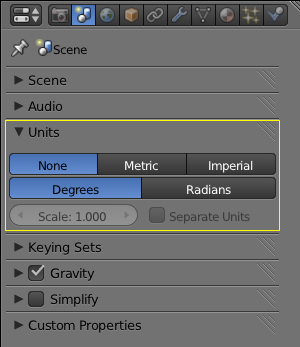 Scene
Scene
Audio
Units
None Metric Imperial
Degrees Radians
Scale: 1.000 Separate Units
Keying Sets
Gravity
Simplify
Custom Properties